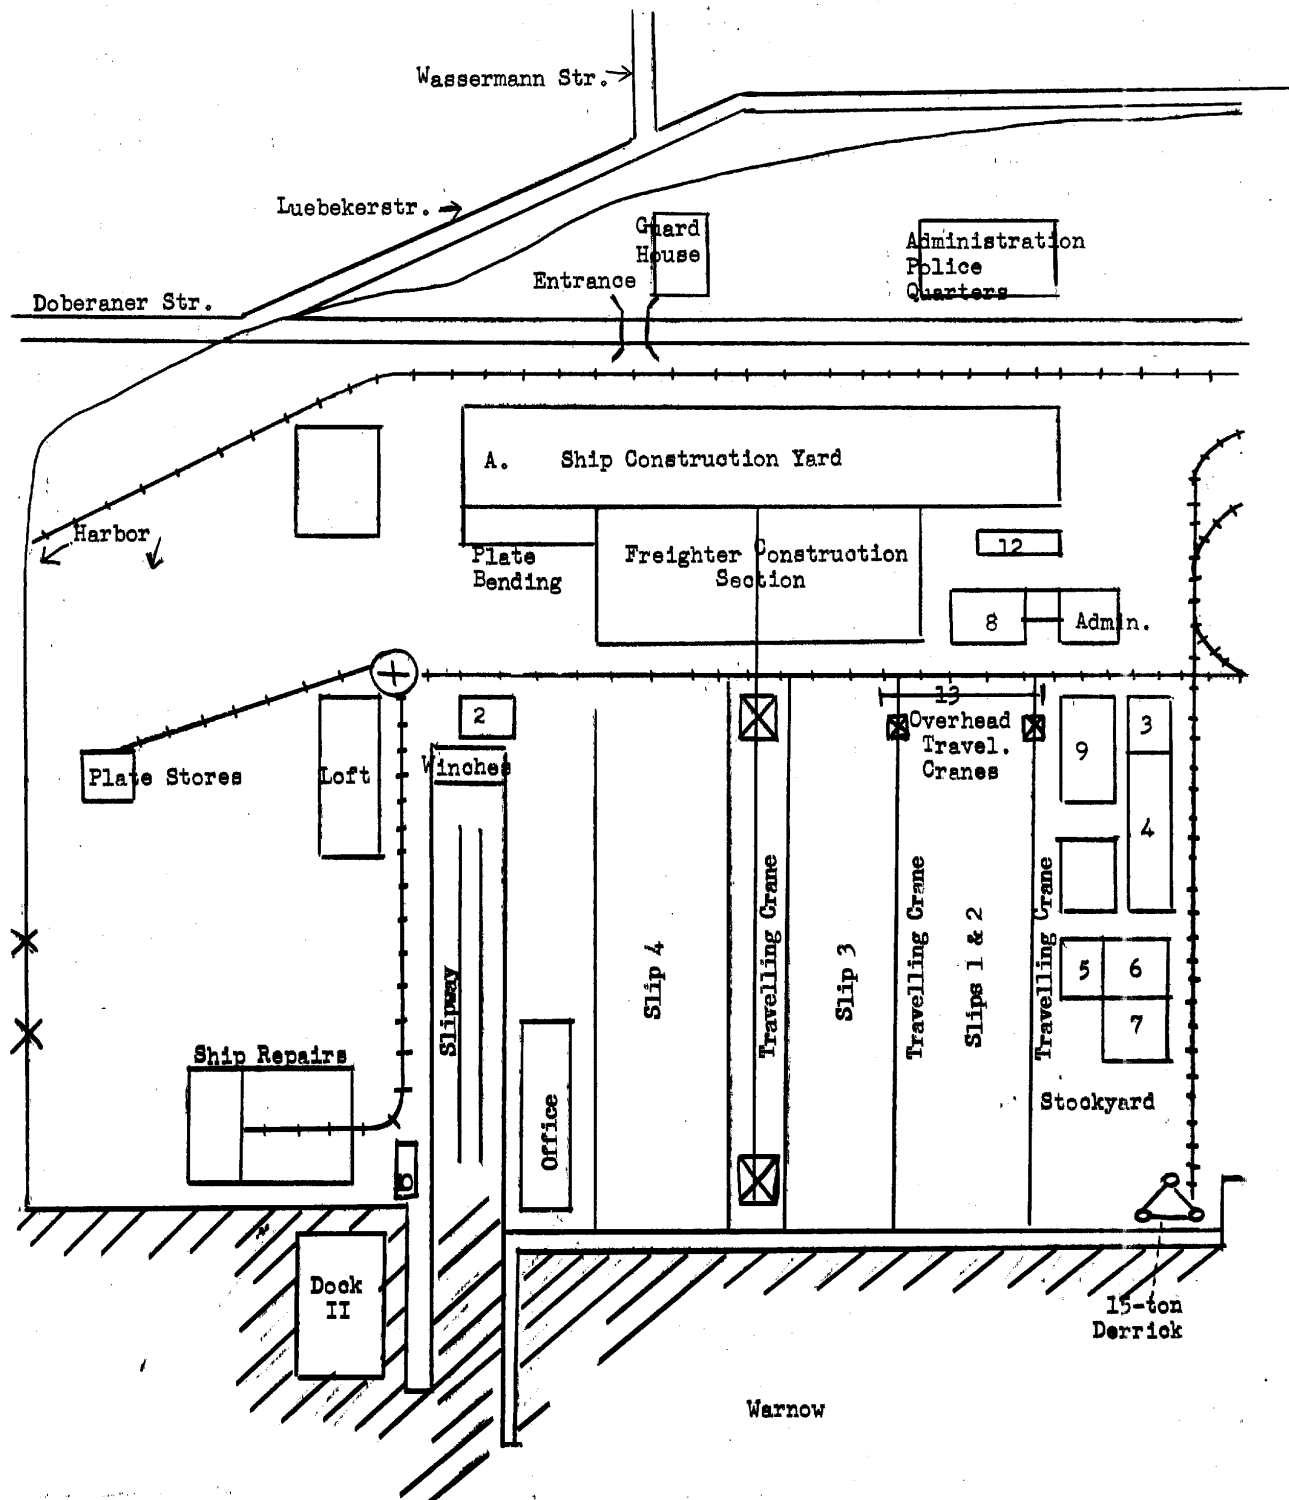 Wassermann Str.
Luebekerstr.
Guard
House
Administration
Police
Quarters
Entrance
Doberaner Str.
A. Ship Construction Yard
Harbor
Plate
Bending
Freighter Construction
Section
12
8
Admin.
2
13
Overhead
Travel.
Cranes
3
9
Plate Stores
Loft
Winches
4
Slipway
Slip 4
Travelling Crane
Slip 3
Travelling Crane
Slips 1 & 2
Travelling Crane
5
6
7
Ship Repairs
Office
Stockyard
Dock
II
15-ton
Derrick
Warnow